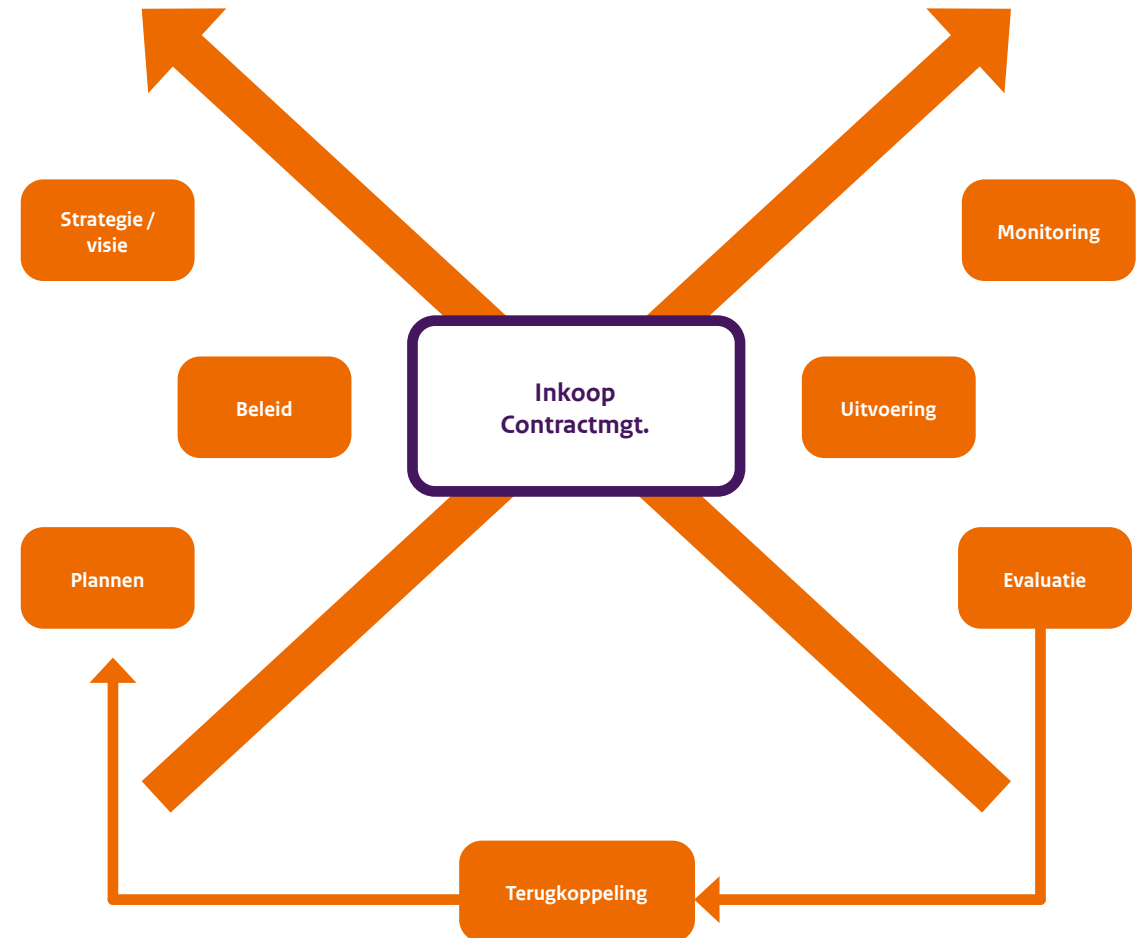 Strategie /
visie
Monitoring
Inkoop
Contractmgt.
Beleid
Uitvoering
Plannen
Evaluatie
Terugkoppeling